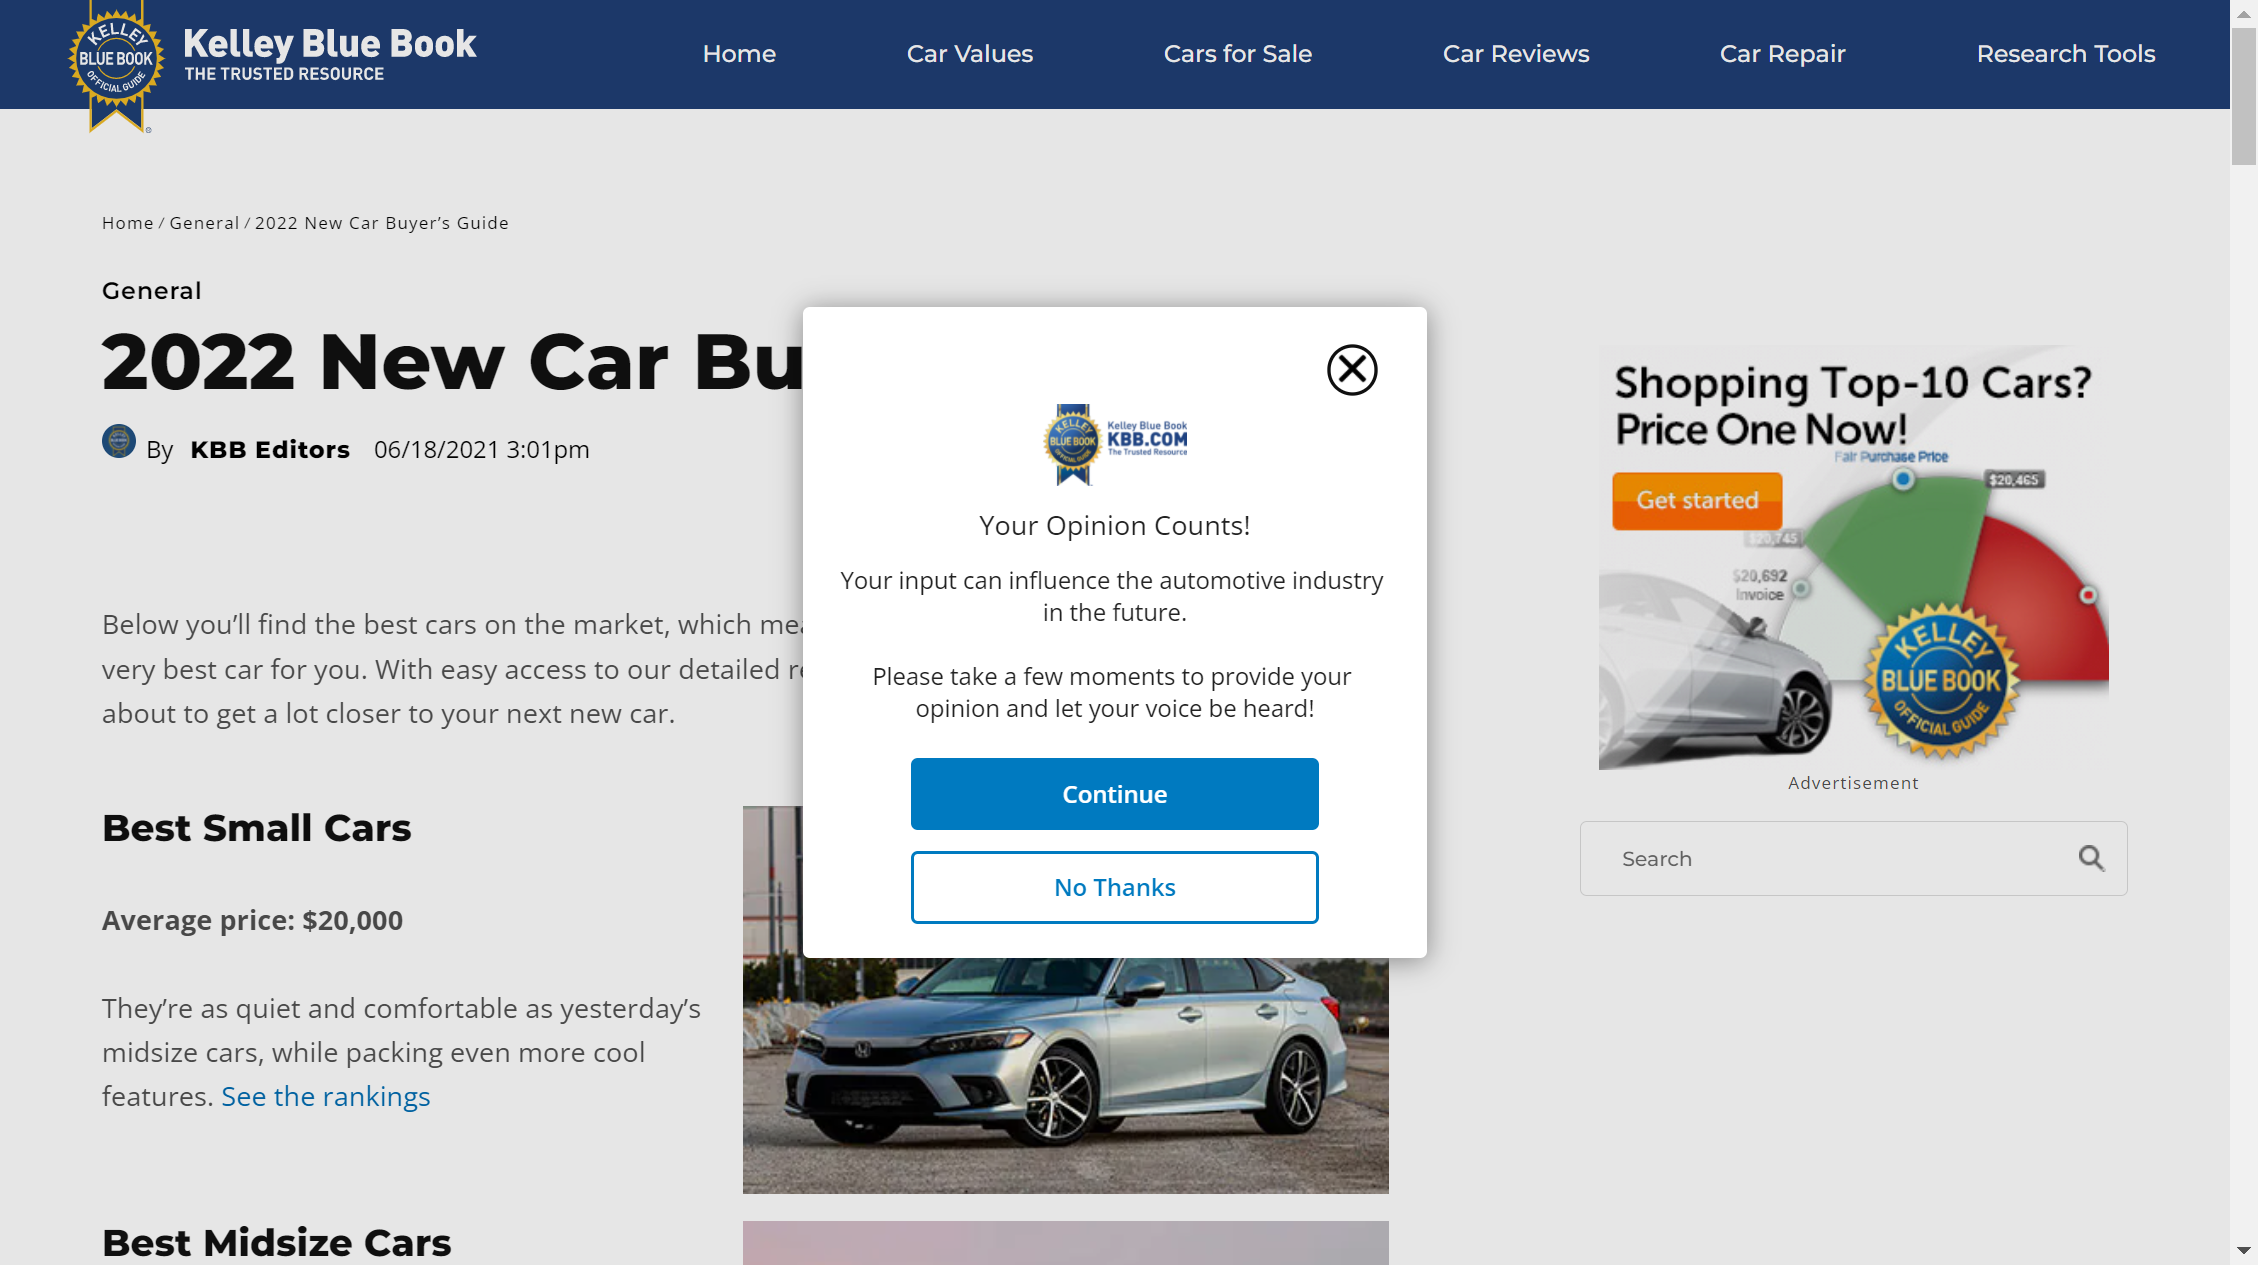 KELLEY
BLUE BOOK
OFFICIAL GUIDE
Kelley Blue Book
THE TRUSTED RESOURCE
Home
Car Values
Cars for Sale
Car Reviews
Car Repair
Research Tools
Home / General / 2022 New Car Buyer’s Guide
General
2022 New Car Bu
By KBB Editors 06/18/2021 3:01pm
Below you’ll find the best cars on the market, which
very best car for you. With easy access to our detailed
about to get a lot closer to your next new car.
Best Small Cars
Average price: $20,000
They’re as quiet and comfortable as yesterday’s
midsize cars, while packing even more cool
features. See the rankings
Best Midsize Cars
KELLEY
BLUE BOOK
OFFICIAL GUIDE
Kelley Blue Book
KBB.COM
The Trusted Resource
Your Opinion Counts!
Your input can influence the automotive industry
in the future.
Please take a few moments to provide your
opinion and let your voice be heard!
Continue
No Thanks
Shopping Top-10 Cars?
Price One Now!
Fair Purchase Price
$20,465
Get started
$20,745
$20,692
Invoice
KELLEY
BLUE BOOK
OFFICIAL GUIDE
Advertisement
Search